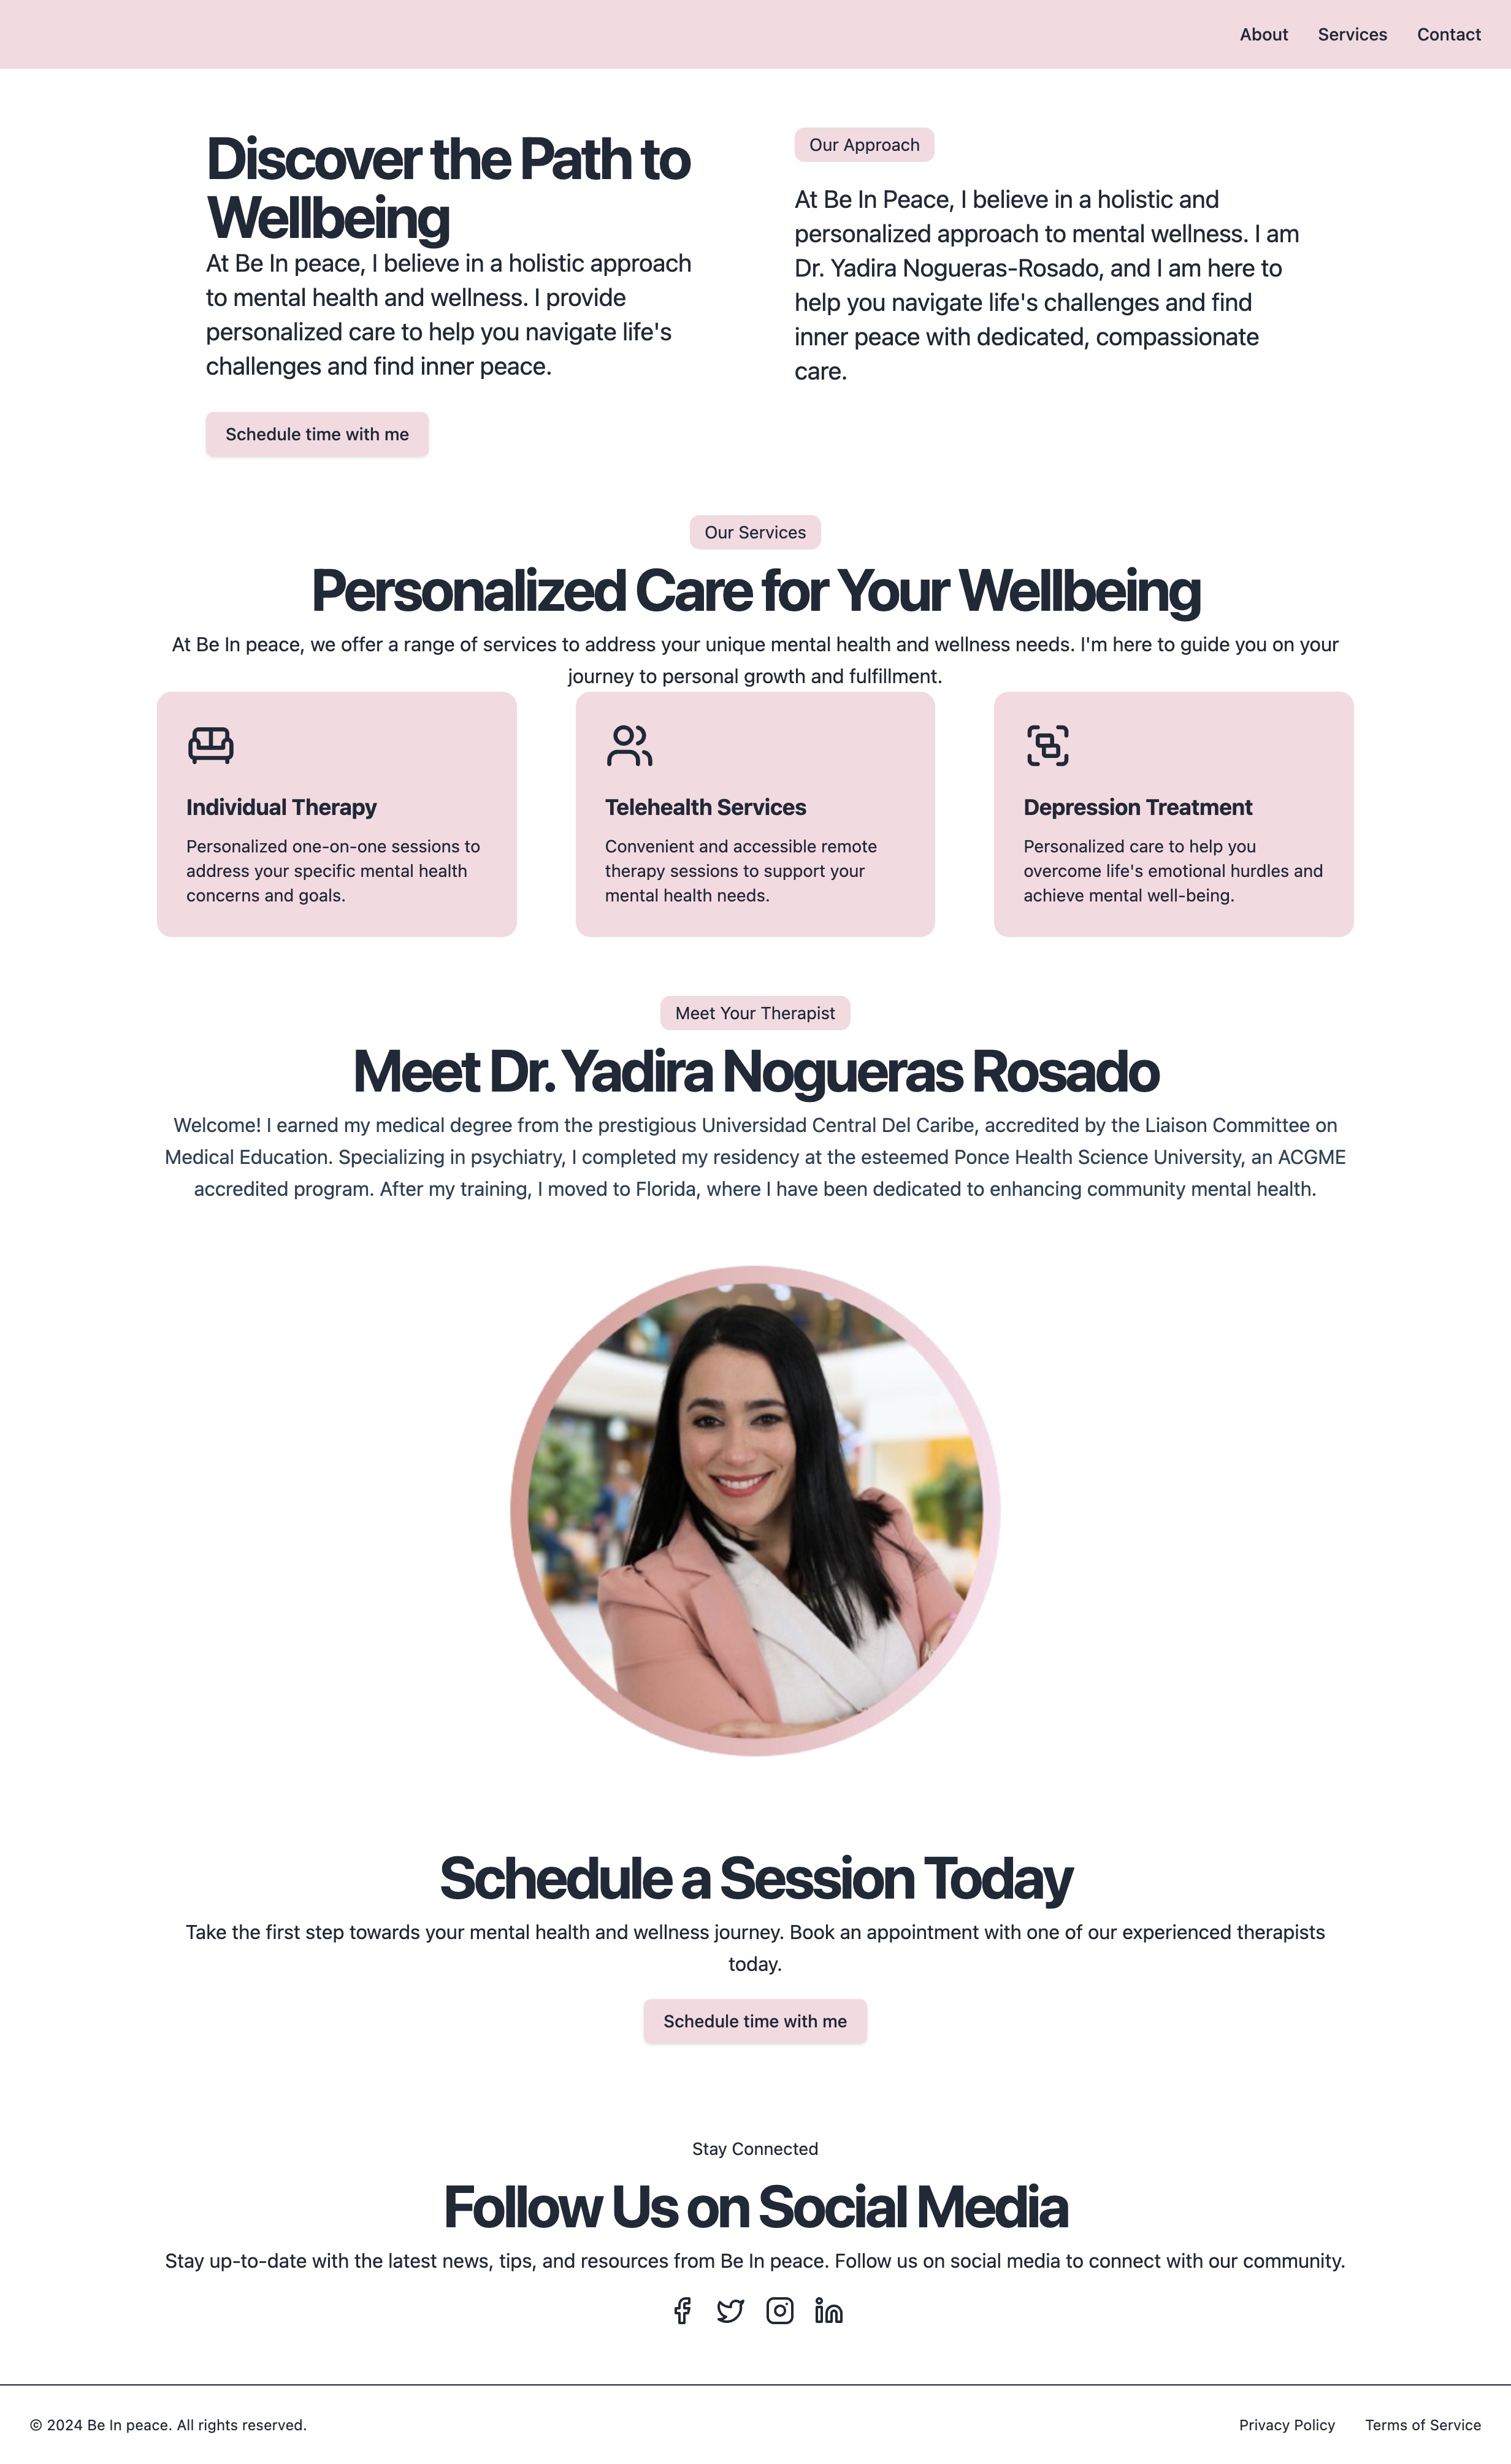 About
Services
Contact
Discover the Path to
Wellbeing
At Be In peace, I believe in a holistic approach
to mental health and wellness. I provide
personalized care to help you navigate life's
challenges and find inner peace.
Schedule time with me
Our Approach
At Be In Peace, I believe in a holistic and
personalized approach to mental wellness. I am
Dr. Yadira Nogueras-Rosado, and I am here to
help you navigate life's challenges and find
inner peace with dedicated, compassionate
care.
Our Services
Personalized Care for Your Wellbeing
At Be In peace, we offer a range of services to address your unique mental health and wellness needs. I'm here to guide you on your
journey to personal growth and fulfillment.
Individual Therapy
Personalized one-on-one sessions to
address your specific mental health
concerns and goals.
Telehealth Services
Convenient and accessible remote
therapy sessions to support your
mental health needs.
Depression Treatment
Personalized care to help you
overcome life's emotional hurdles and
achieve mental well-being.
Meet Your Therapist
Meet Dr. Yadira Nogueras Rosado
Welcome! I earned my medical degree from the prestigious Universidad Central Del Caribe, accredited by the Liaison Committee on
Medical Education. Specializing in psychiatry, I completed my residency at the esteemed Ponce Health Science University, an ACGME
accredited program. After my training, I moved to Florida, where I have been dedicated to enhancing community mental health.
Schedule a Session Today
Take the first step towards your mental health and wellness journey. Book an appointment with one of our experienced therapists
today.
Schedule time with me
Stay Connected
Follow Us on Social Media
Stay up-to-date with the latest news, tips, and resources from Be In peace. Follow us on social media to connect with our community.
© 2024 Be In peace. All rights reserved.
Privacy Policy
Terms of Service